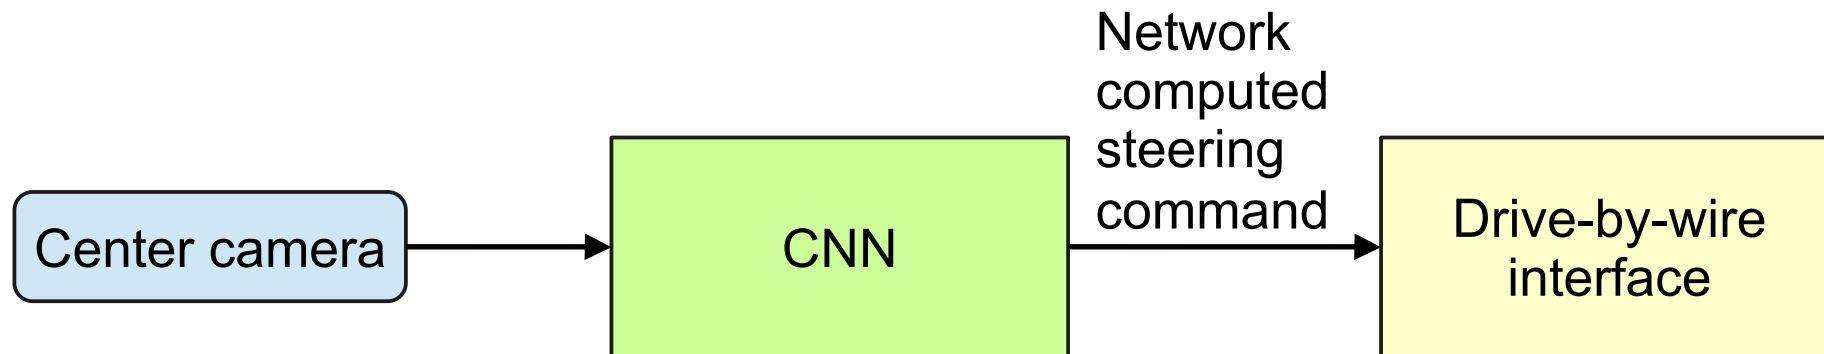 Center camera
CNN
Network
computed
steering
command
Drive-by-wire
interface